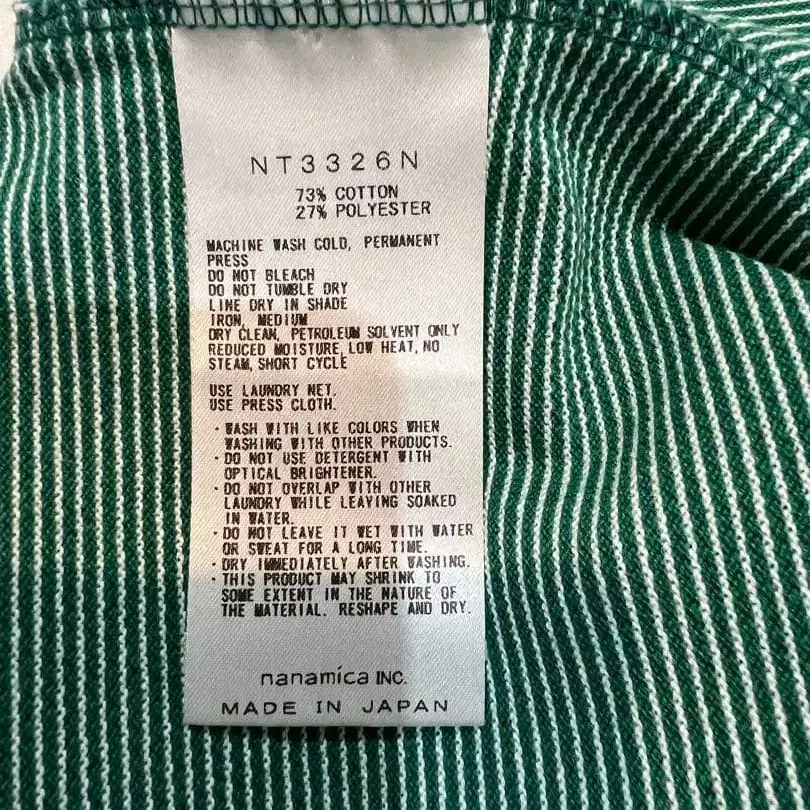 NT3326N
73% COTTON
27% POLYESTER
MACHINE WASH COLD, PERMANENT
PRESS
DO NOT BLEACH
DO NOT TUMBLE DRY
LINE DRY IN SHADE
IRON, MEDIUM
DRY CLEAN, PETROLEUM SOLVENT ONLY
REDUCED MOISTURE, LOW HEAT, NO
STEAM, SHORT CYCLE
USE LAUNDRY NET.
USE PRESS CLOTH.
・WASH WITH LIKE COLORS WHEN
WASHING WITH OTHER PRODUCTS.
・DO NOT USE DETERGENT WITH
OPTICAL BRIGHTENER.
・DO NOT OVERLAP WITH OTHER
LAUNDRY WHILE LEAVING SOAKED
IN WATER.
・DO NOT LEAVE IT WET WITH WATER
OR SWEAT FOR A LONG TIME.
・DRY IMMEDIATELY AFTER WASHING.
・THIS PRODUCT MAY SHRINK TO
SOME EXTENT IN THE NATURE OF
THE MATERIAL. RESHAPE AND DRY.
nanamica INC.
MADE IN JAPAN